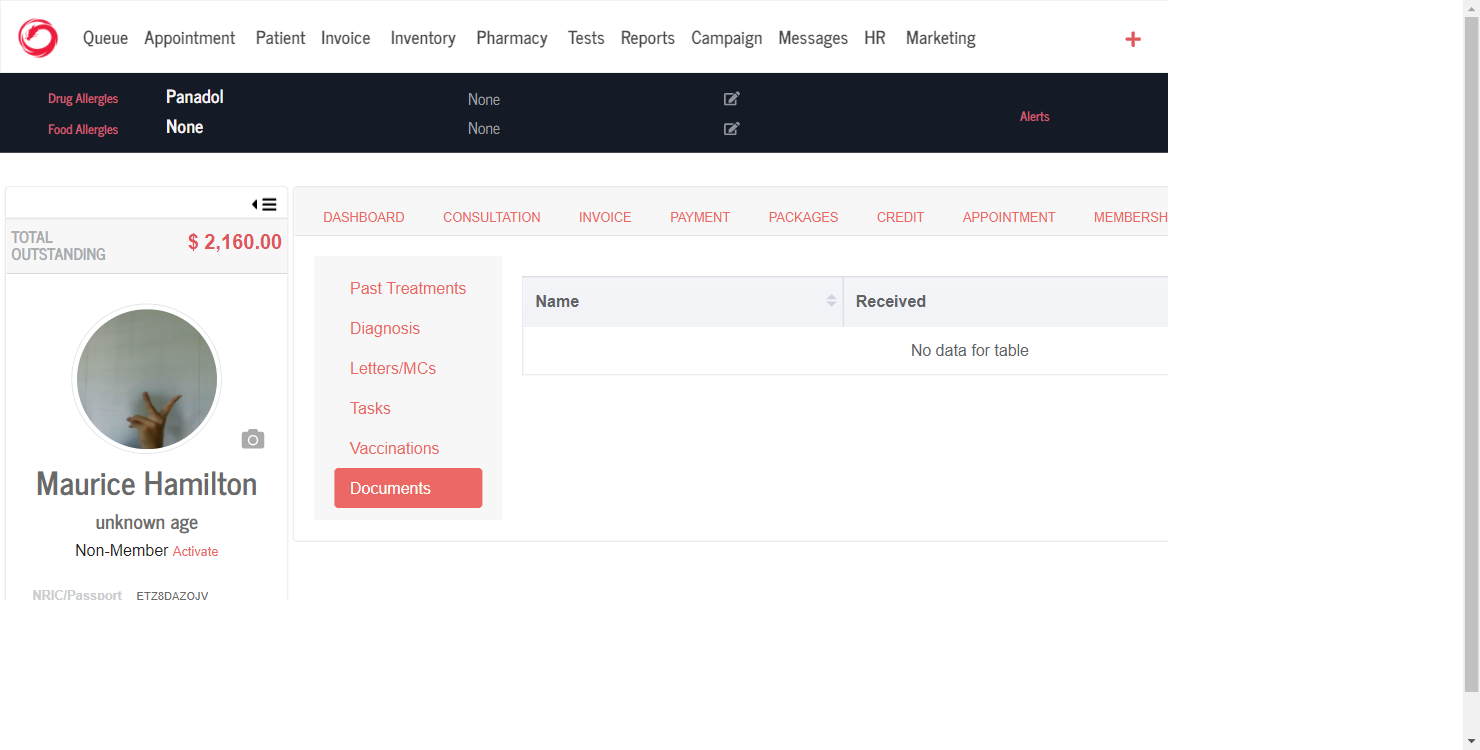 Queue Appointment Patient Invoice Inventory Pharmacy Tests Reports Campaign Messages HR Marketing
Drug Allergies Panadol None Alerts
Food Allergies None None
TOTAL OUTSTANDING $ 2,160.00
DASHBOARD CONSULTATION INVOICE PAYMENT PACKAGES CREDIT APPOINTMENT MEMBERSH
Past Treatments
Diagnosis
Letters/MCs
Tasks
Vaccinations
Documents
Name Received
No data for table
Maurice Hamilton
unknown age
Non-Member Activate
NRIC/Passport ETZ8DAZOJV